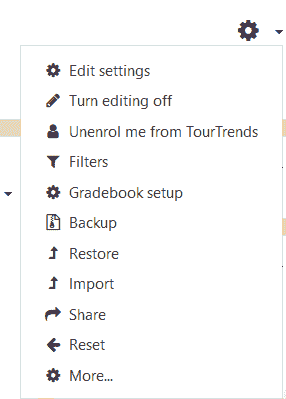 Edit settings
Turn editing off
Unenrol me from TourTrends
Filters
Gradebook setup
Backup
Restore
Import
Share
Reset
More...